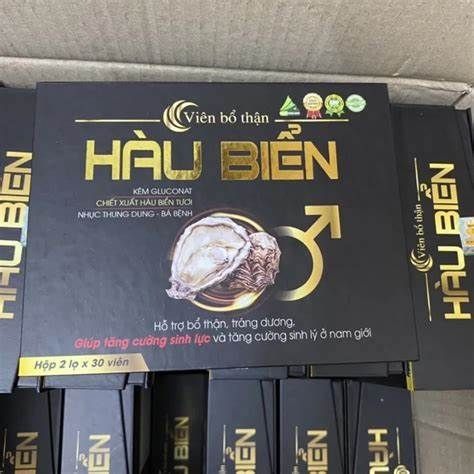 Viên bổ thận
HÀU BIỂN
KẼM GLUCONAT
CHIẾT XUẤT HÀU BIỂN TƯƠI
NHỤC THUNG DUNG - BÁ BỆNH
Hỗ trợ bổ thận, tráng dương,
Giúp tăng cường sinh lực và tăng cường sinh lý ở nam giới
Hộp 2 lọ x 30 viên
HÀU BIỂN
Viên bổ thận
HÀU BIỂN
BIỂN
HÀU BIỂN
HÀU